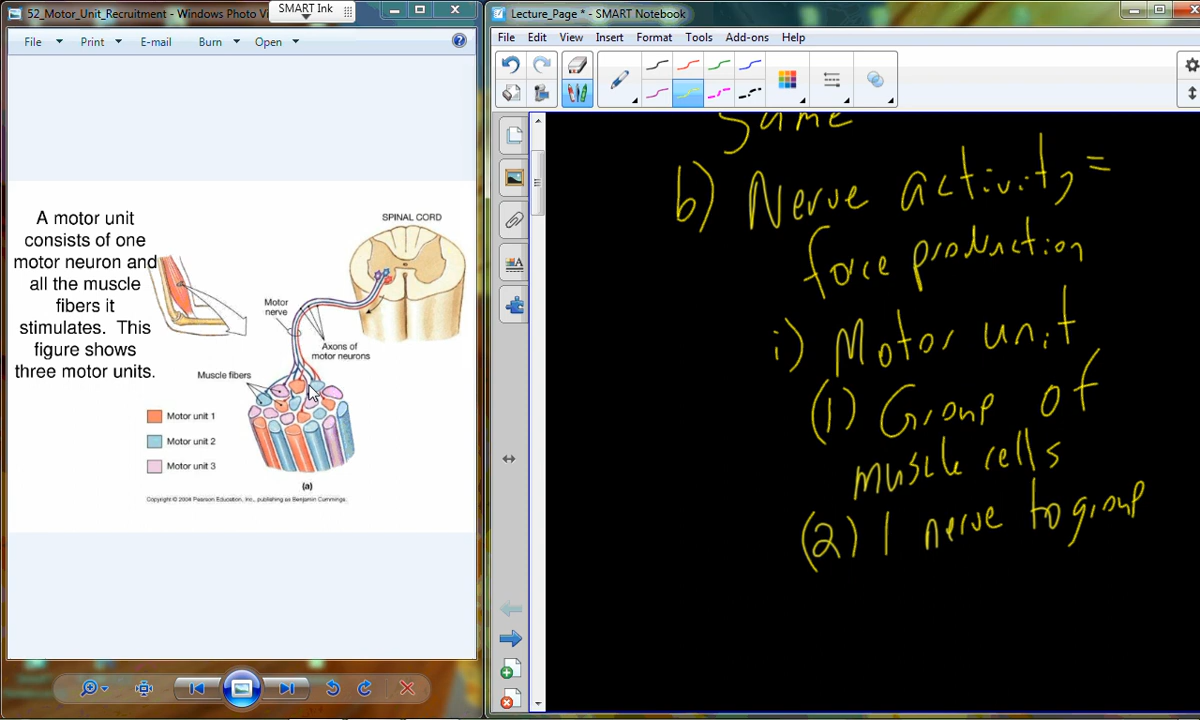 52_Motor_Unit_Recruitment - Windows Photo Vi
SMART Ink
File Print E-mail Burn Open
A motor unit
consists of one
motor neuron and
all the muscle
fibers it
stimulates. This
figure shows
three motor units.
SPINAL CORD
Motor
nerve
Axons of
motor neurons
Muscle fibers
Motor unit 1
Motor unit 2
Motor unit 3
(a)
Copyright © 2004 Pearson Education, Inc., publishing as Benjamin Cummings.
Lecture_Page * - SMART Notebook
File Edit View Insert Format Tools Add-ons Help
Same
b) Nerve activity =
force production
i) Motor unit
(1) Group of
muscle cells
(2) 1 nerve to group